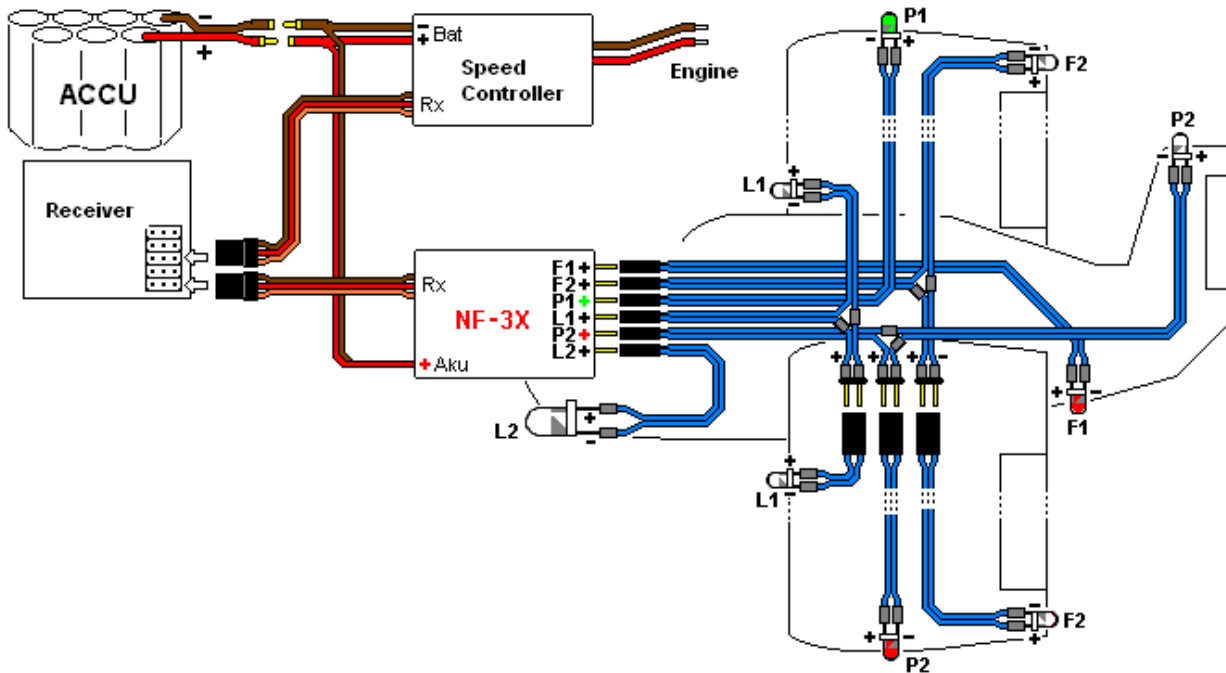 -
+
ACCU
- Bat
+
Speed
Controller
Rx
Engine
Receiver
Rx
NF-3X
+ Aku
F1+
F2+
P1+
L1+
P2+
L2+
P1
- +
F2
-
+
P2
- +
L1
+
-
+ + -
+ -
F1
L2
+
-
L1
+
-
F2
-
+
+ -
P2